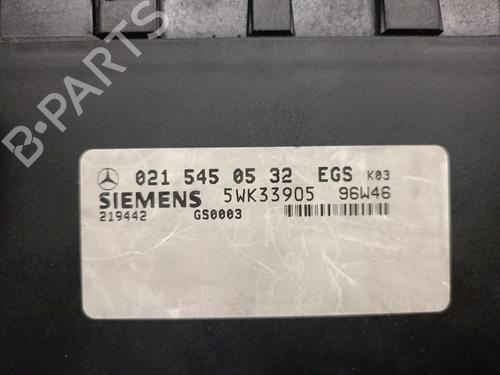 B-PARTS
021 545 05 32 EGS K03
SIEMENS 5WK33905 96W46
219442 GS0003